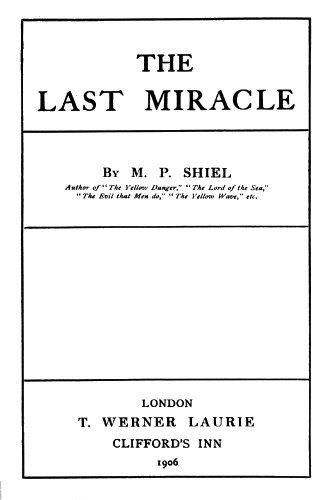 THE
LAST MIRACLE
BY M. P. SHIEL
Author of "The Yellow Danger," "The Lord of the Sea,"
"The Evil that Men do," "The Yellow Wave," etc.
LONDON
T. WERNER LAURIE
CLIFFORD'S INN
1906